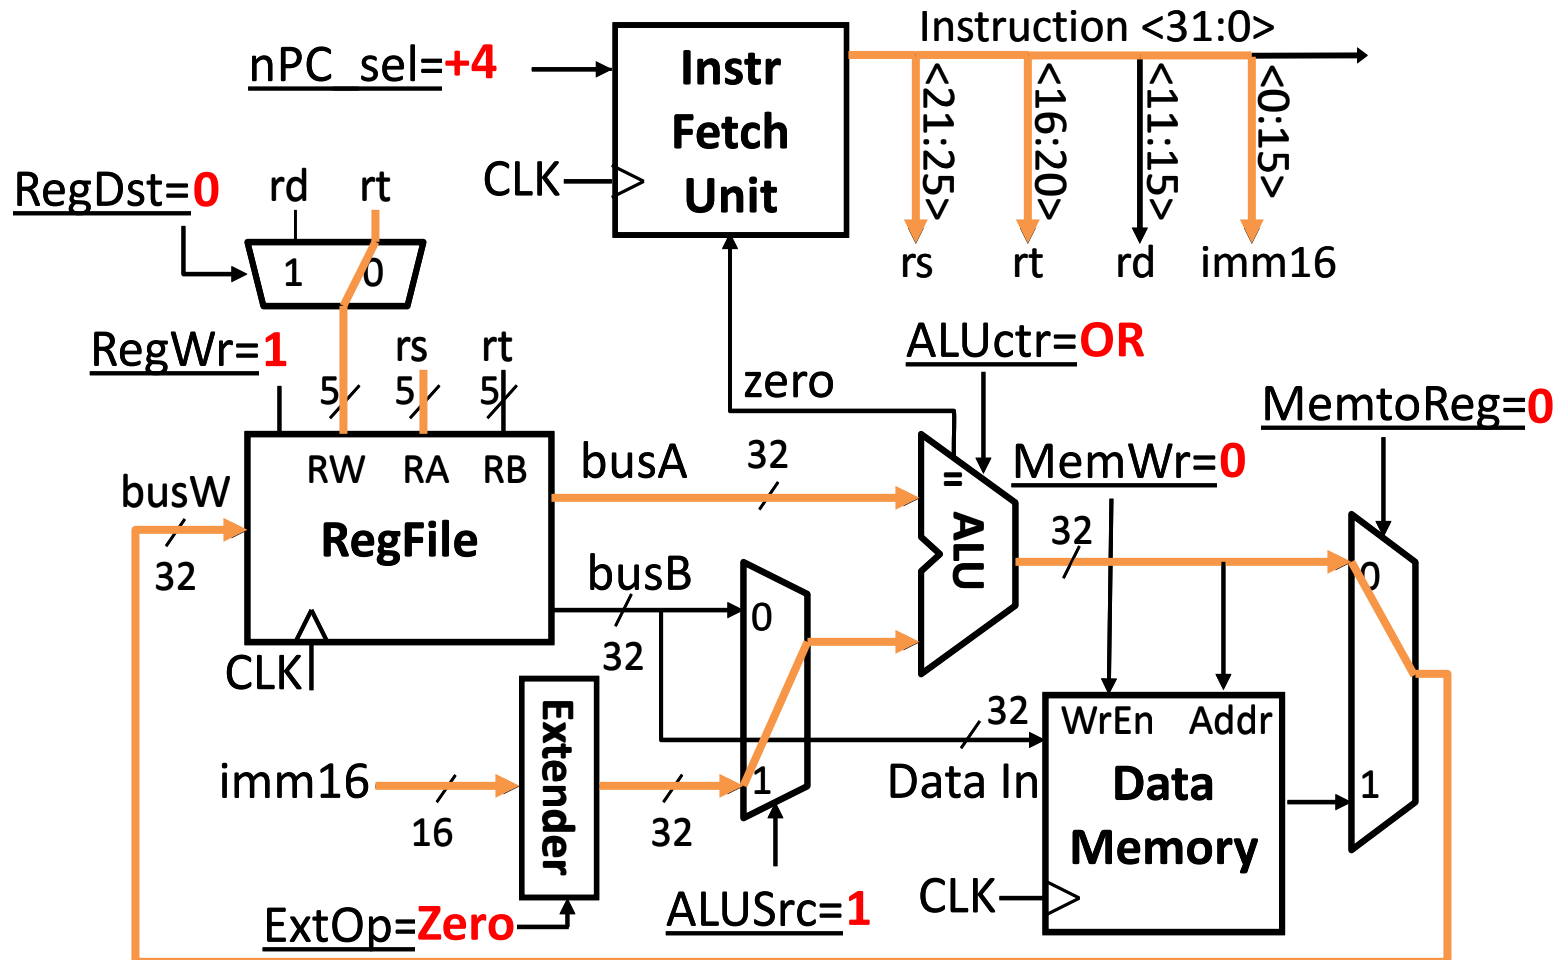 Instruction <31:0>
nPC_sel=+4
Instr
Fetch
Unit
CLK
<21:25>
<16:20>
<11:15>
<0:15>
rs
rt
rd
imm16
RegDst=0
rd
rt
1
0
RegWr=1
rs
rt
5
5
5
zero
ALUctr=OR
MemtoReg=0
MemWr=0
RW
RA
RB
RegFile
CLK
busW
32
busA
32
busB
32
=
ALU
32
0
1
0
1
imm16
16
Extender
32
ExtOp=Zero
ALUSrc=1
32
Data In
WrEn
Addr
Data
Memory
CLK